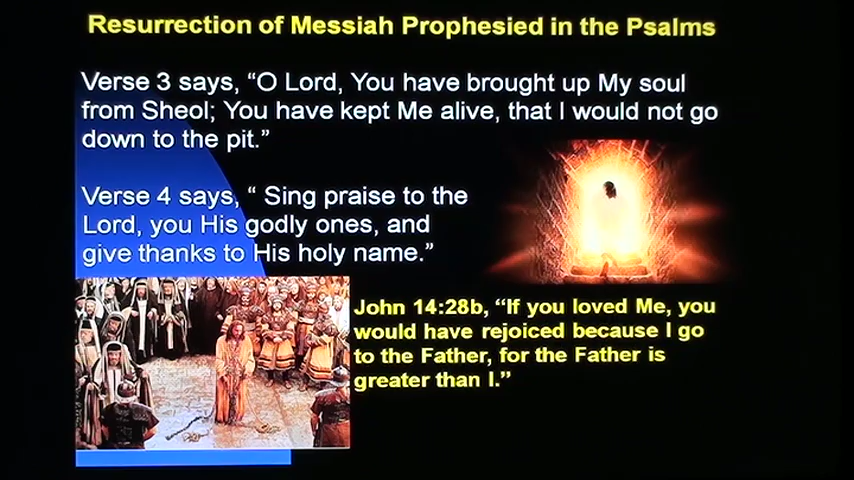 Resurrection of Messiah Prophesied in the Psalms
Verse 3 says, “O Lord, You have brought up My soul
from Sheol; You have kept Me alive, that I would not go
down to the pit.”
Verse 4 says, “ Sing praise to the
Lord, you His godly ones, and
give thanks to His holy name.”
John 14:28b, “If you loved Me, you
would have rejoiced because I go
to the Father, for the Father is
greater than I.”